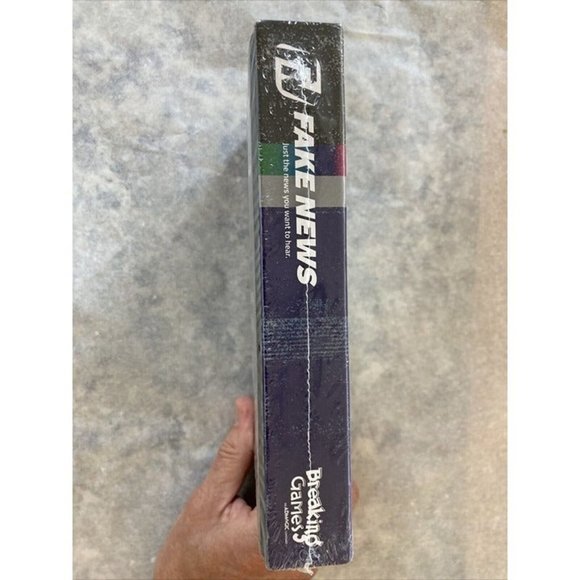 FAKE NEWS
Just the news you want to hear.
Breaking
Games